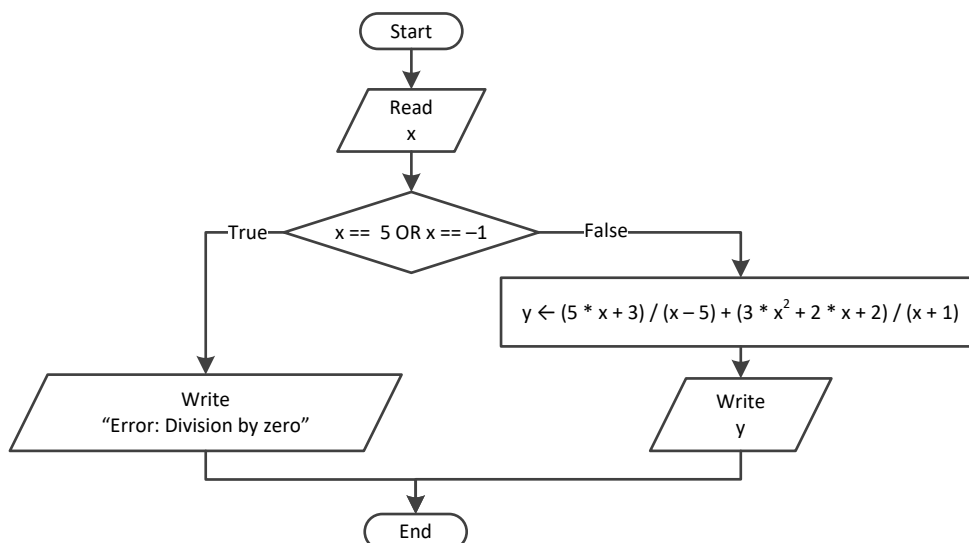 Start
Read
x
True
x == 5 OR x == –1
False
y ← (5 * x + 3) / (x – 5) + (3 * x² + 2 * x + 2) / (x + 1)
Write
“Error: Division by zero”
Write
y
End